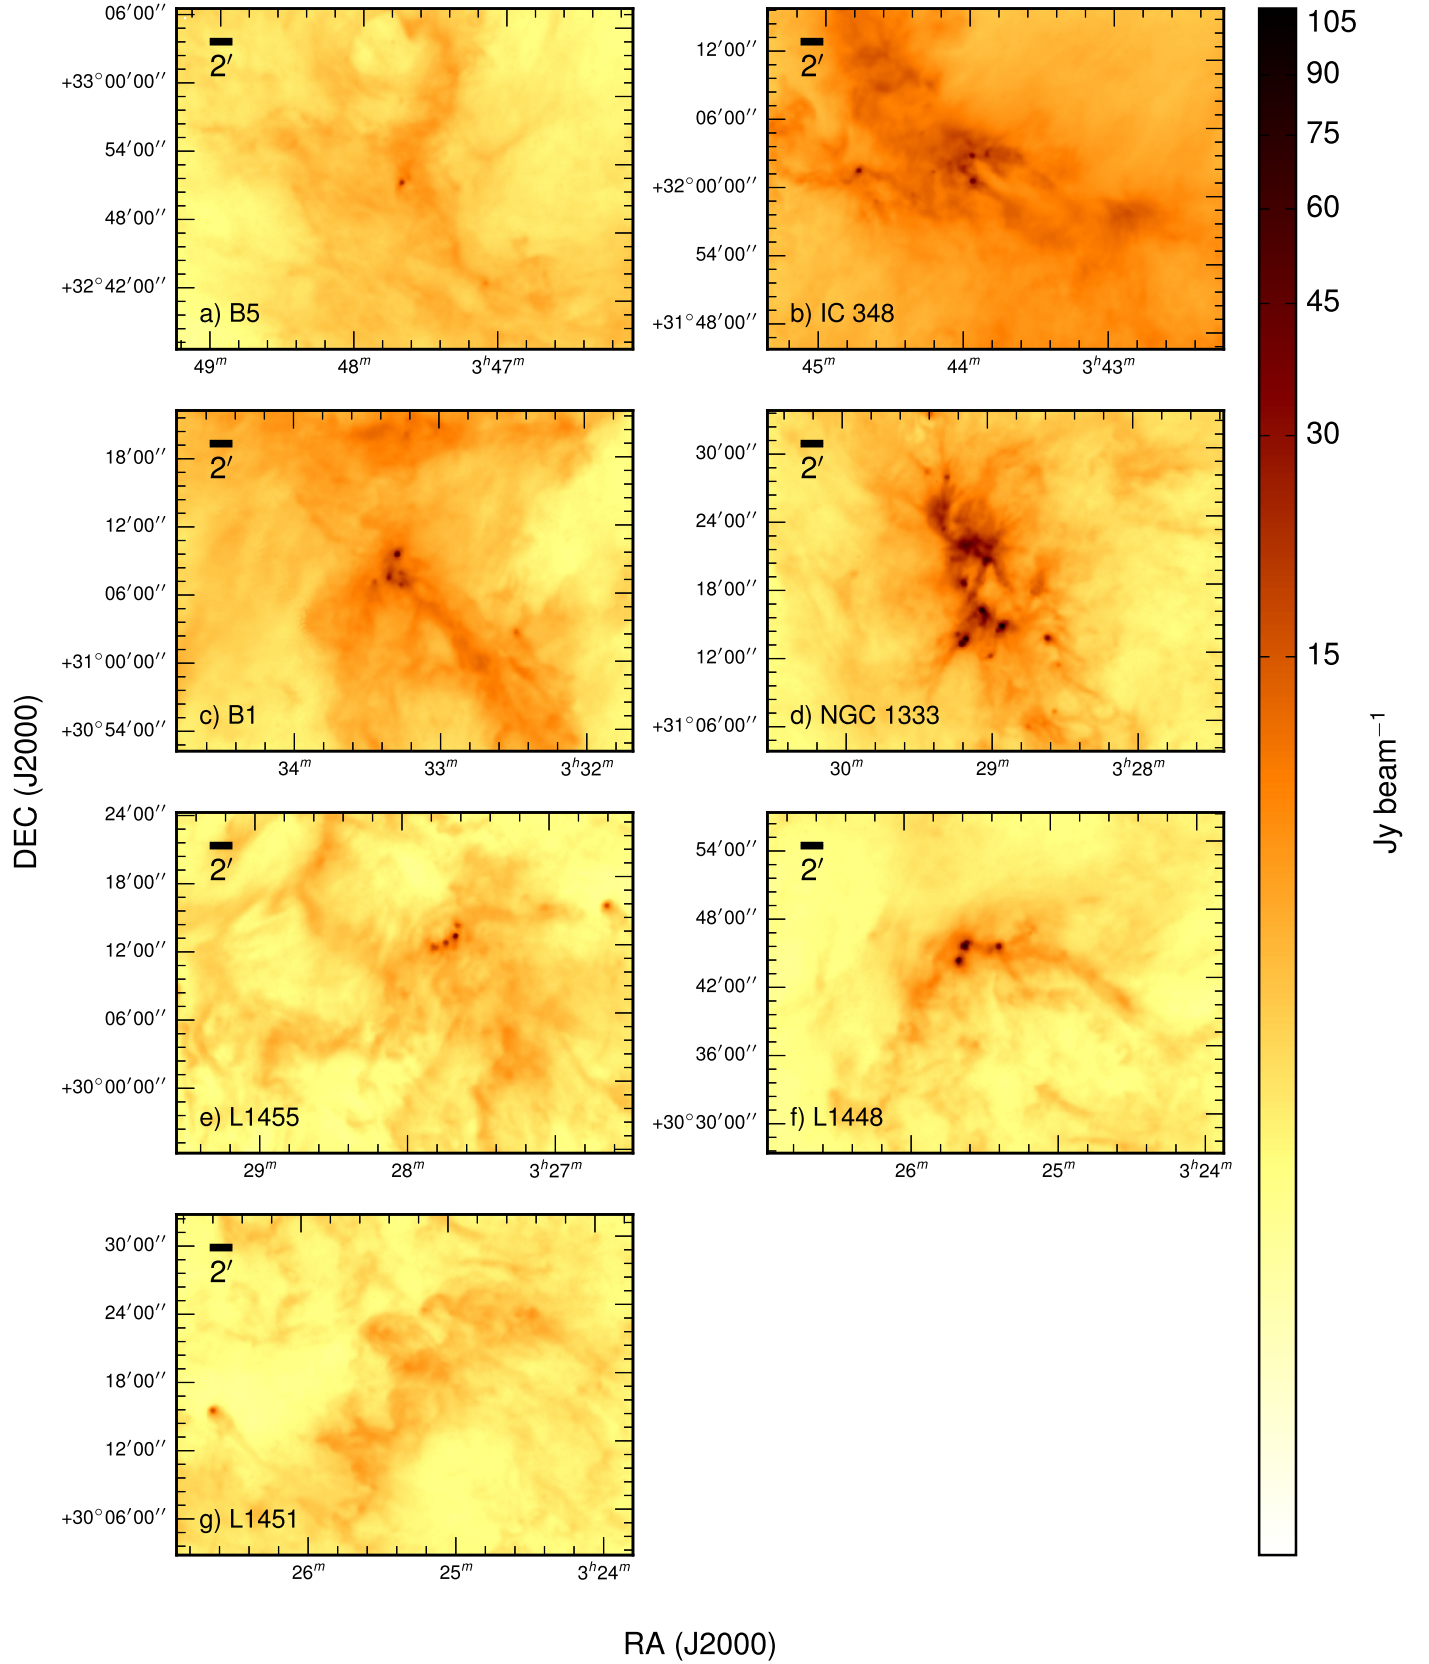 06′00″
+33°00′00″
54′00″
48′00″
+32°42′00″
2′
a) B5
49ᵐ 48ᵐ 3ʰ47ᵐ
12′00″
06′00″
+32°00′00″
54′00″
+31°48′00″
2′
b) IC 348
45ᵐ 44ᵐ 3ʰ43ᵐ
18′00″
12′00″
06′00″
+31°00′00″
+30°54′00″
2′
c) B1
34ᵐ 33ᵐ 3ʰ32ᵐ
30′00″
24′00″
18′00″
12′00″
+31°06′00″
2′
d) NGC 1333
30ᵐ 29ᵐ 3ʰ28ᵐ
24′00″
18′00″
12′00″
06′00″
+30°00′00″
2′
e) L1455
29ᵐ 28ᵐ 3ʰ27ᵐ
54′00″
48′00″
42′00″
36′00″
+30°30′00″
2′
f) L1448
26ᵐ 25ᵐ 3ʰ24ᵐ
30′00″
24′00″
18′00″
12′00″
+30°06′00″
2′
g) L1451
26ᵐ 25ᵐ 3ʰ24ᵐ
DEC (J2000)
RA (J2000)
105
90
75
60
45
30
15
Jy beam⁻¹